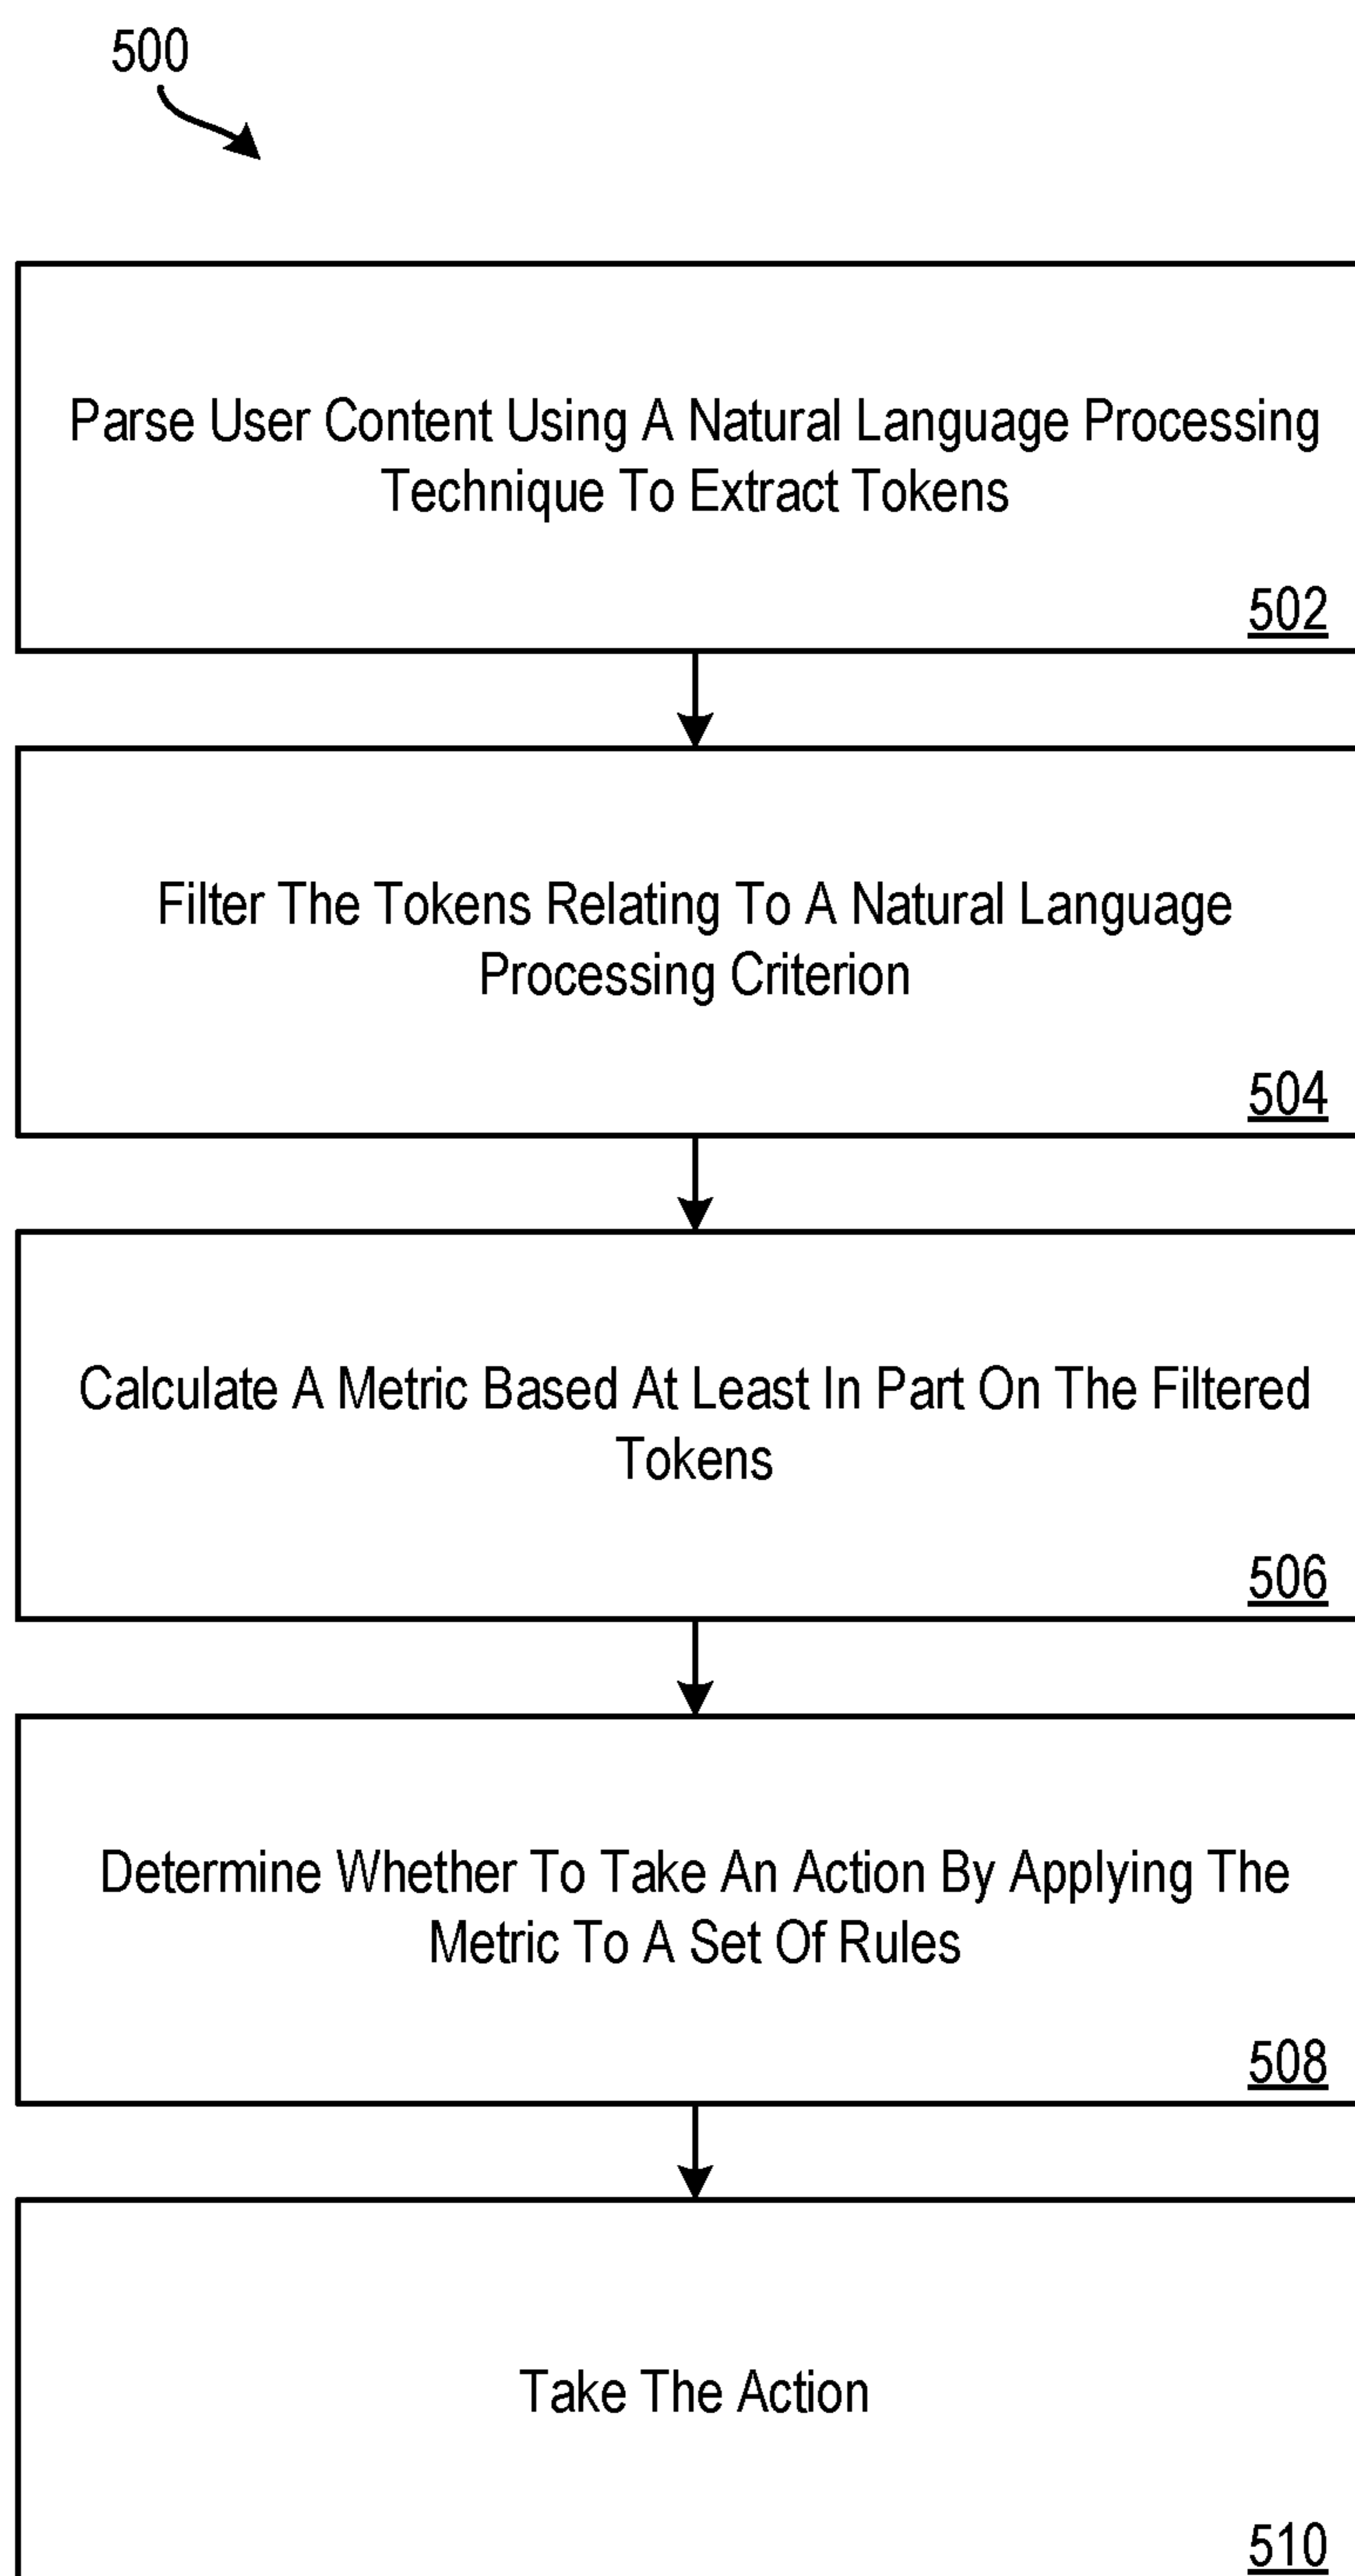 500
Parse User Content Using A Natural Language Processing
Technique To Extract Tokens
502
Filter The Tokens Relating To A Natural Language
Processing Criterion
504
Calculate A Metric Based At Least In Part On The Filtered
Tokens
506
Determine Whether To Take An Action By Applying The
Metric To A Set Of Rules
508
Take The Action
510